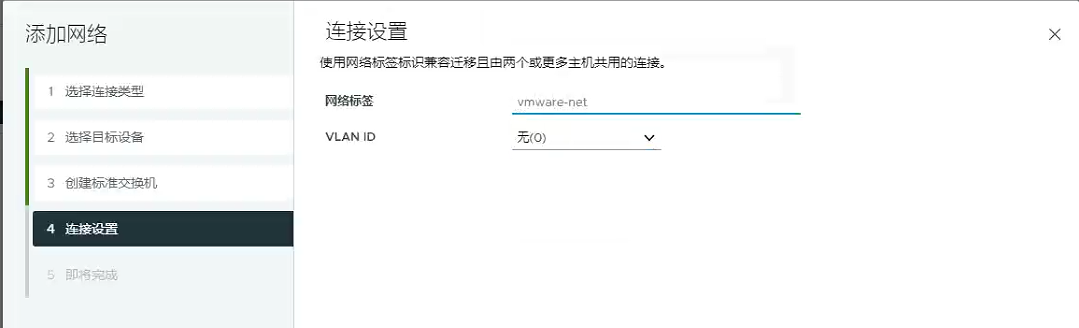 添加网络
1 选择连接类型
2 选择目标设备
3 创建标准交换机
4 连接设置
5 即将完成
连接设置
使用网络标签标识兼容迁移且由两个或更多主机共用的连接。
网络标签 vmware-net
VLAN ID 无(0)